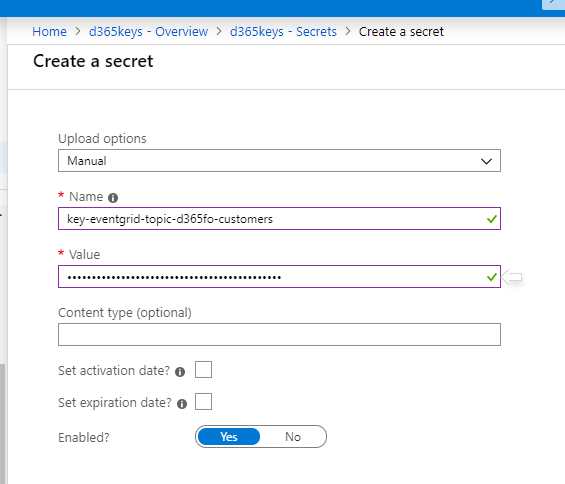 Home > d365keys - Overview > d365keys - Secrets > Create a secret
Create a secret
Upload options
Manual
* Name
key-eventgrid-topic-d365fo-customers
* Value
••••••••••••••••••••••••••••••••••••••••••••
Content type (optional)
Set activation date?
Set expiration date?
Enabled?
Yes No